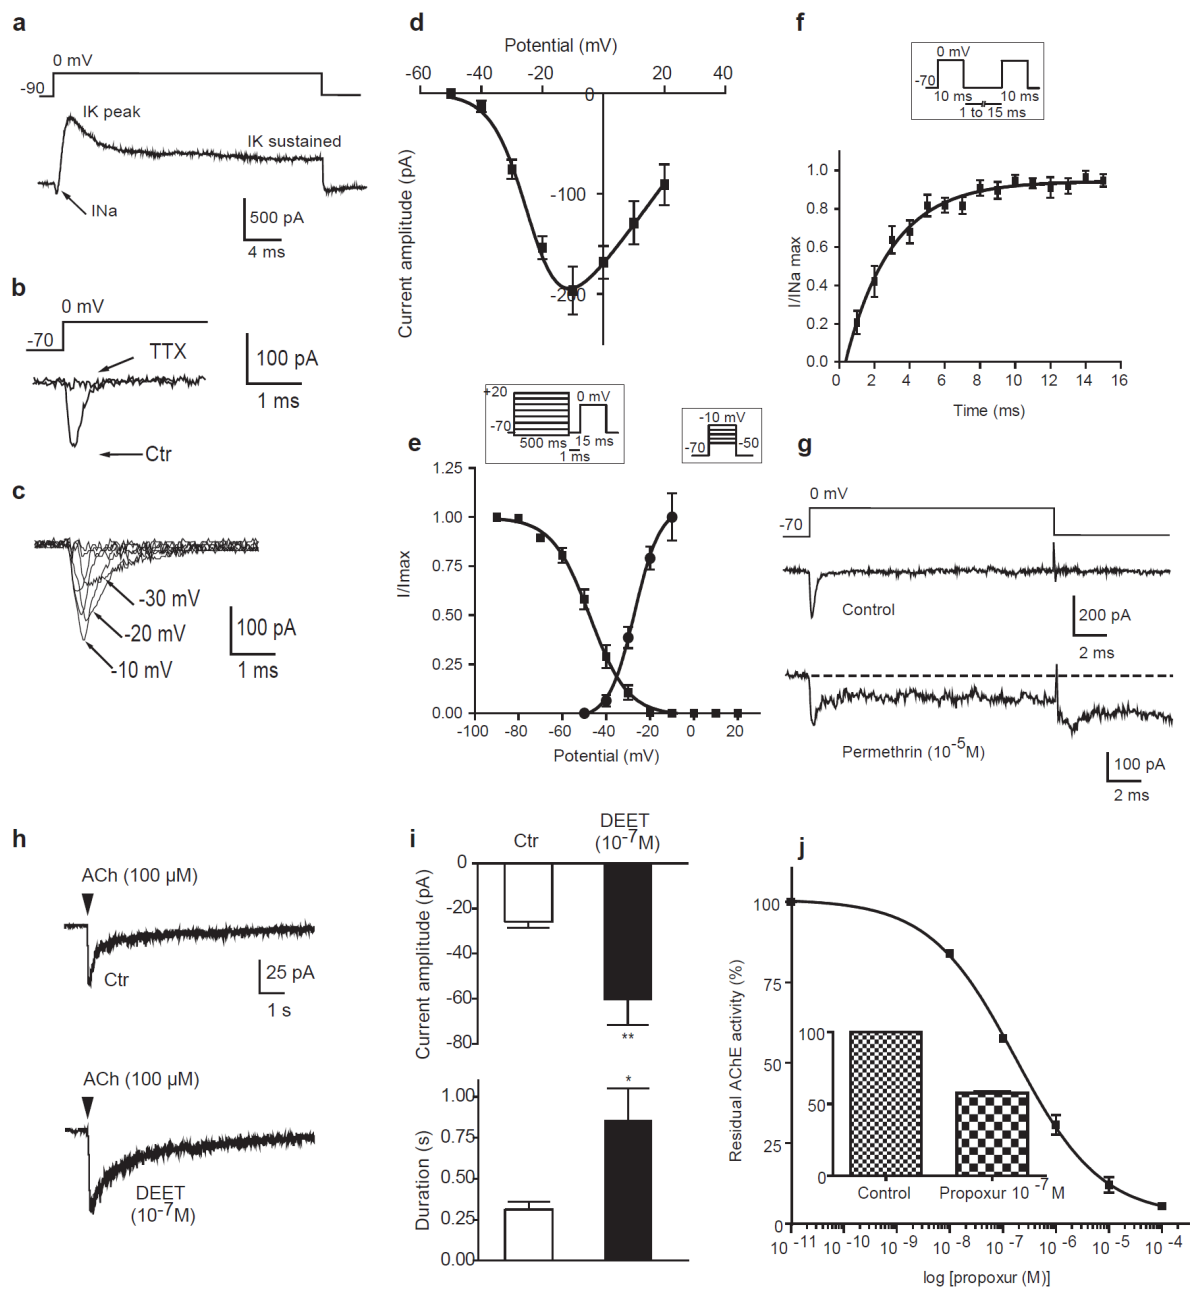 a
0 mV
-90
IK peak
IK sustained
INa
500 pA
4 ms
b
0 mV
-70
TTX
100 pA
1 ms
Ctr
c
-30 mV
-20 mV
-10 mV
100 pA
1 ms
d
Potential (mV)
-60 -40 -20 0 20 40
-100
-200
Current amplitude (pA)
+20
0 mV
-70
500 ms 15 ms
1 ms
-10 mV
-70 -50
e
1.25
1.00
0.75
0.50
0.25
0.00
I/Imax
-100 -80 -60 -40 -20 0 20
Potential (mV)
f
0 mV
-70
10 ms 10 ms
1 to 15 ms
1.0
0.8
0.6
0.4
0.2
0.0
I/INa max
0 2 4 6 8 10 12 14 16
Time (ms)
g
0 mV
-70
Control
200 pA
2 ms
Permethrin (10-5M)
100 pA
2 ms
h
ACh (100 µM)
Ctr
25 pA
1 s
ACh (100 µM)
DEET
(10-7M)
i
Ctr
DEET
(10-7M)
0
-20
-40
-60
-80
Current amplitude (pA)
**
*
1.00
0.75
0.50
0.25
0.00
Duration (s)
j
100
75
50
25
0
Residual AChE activity (%)
100
50
0
Control Propoxur 10 -7 M
10 -11 10 -10 10 -9 10 -8 10 -7 10 -6 10 -5 10 -4
log [propoxur (M)]